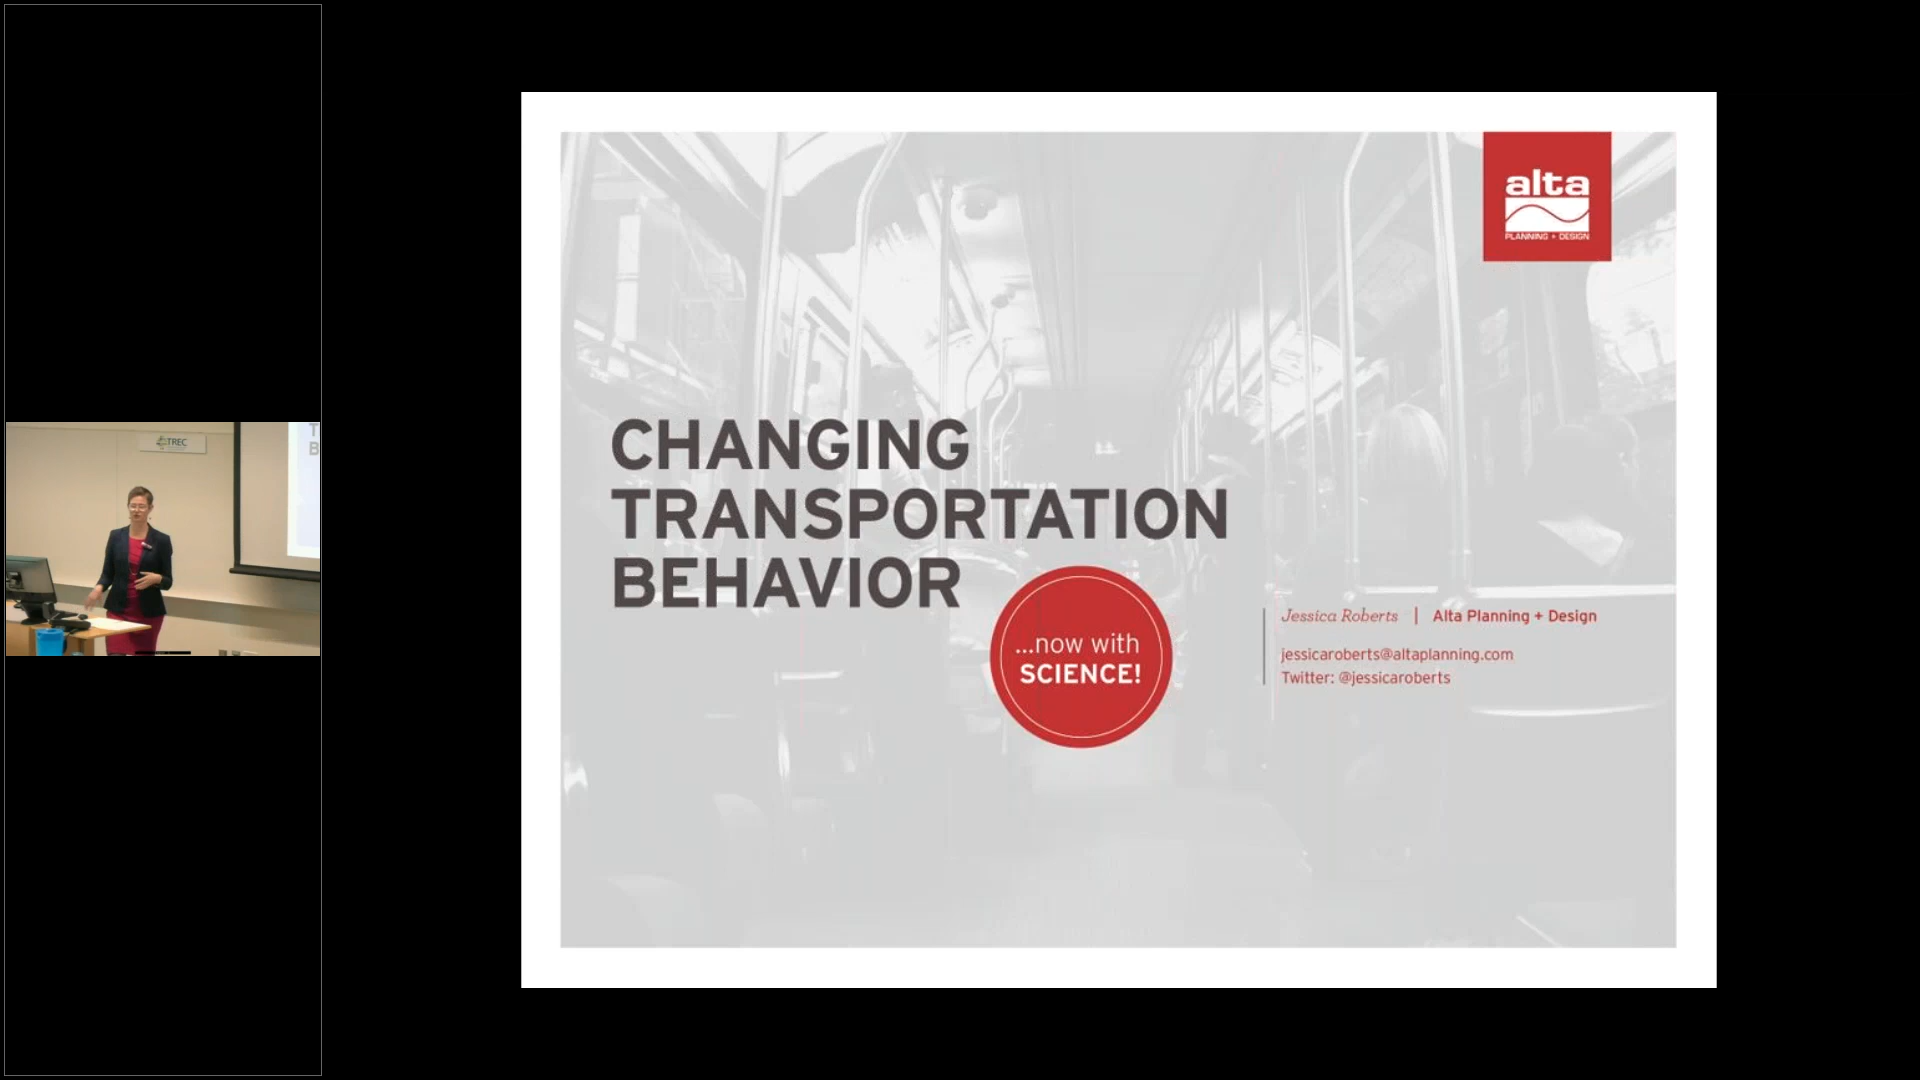 TREC
T
B
alta
PLANNING + DESIGN
CHANGING
TRANSPORTATION
BEHAVIOR
...now with
SCIENCE!
Jessica Roberts | Alta Planning + Design
jessicaroberts@altaplanning.com
Twitter: @jessicaroberts